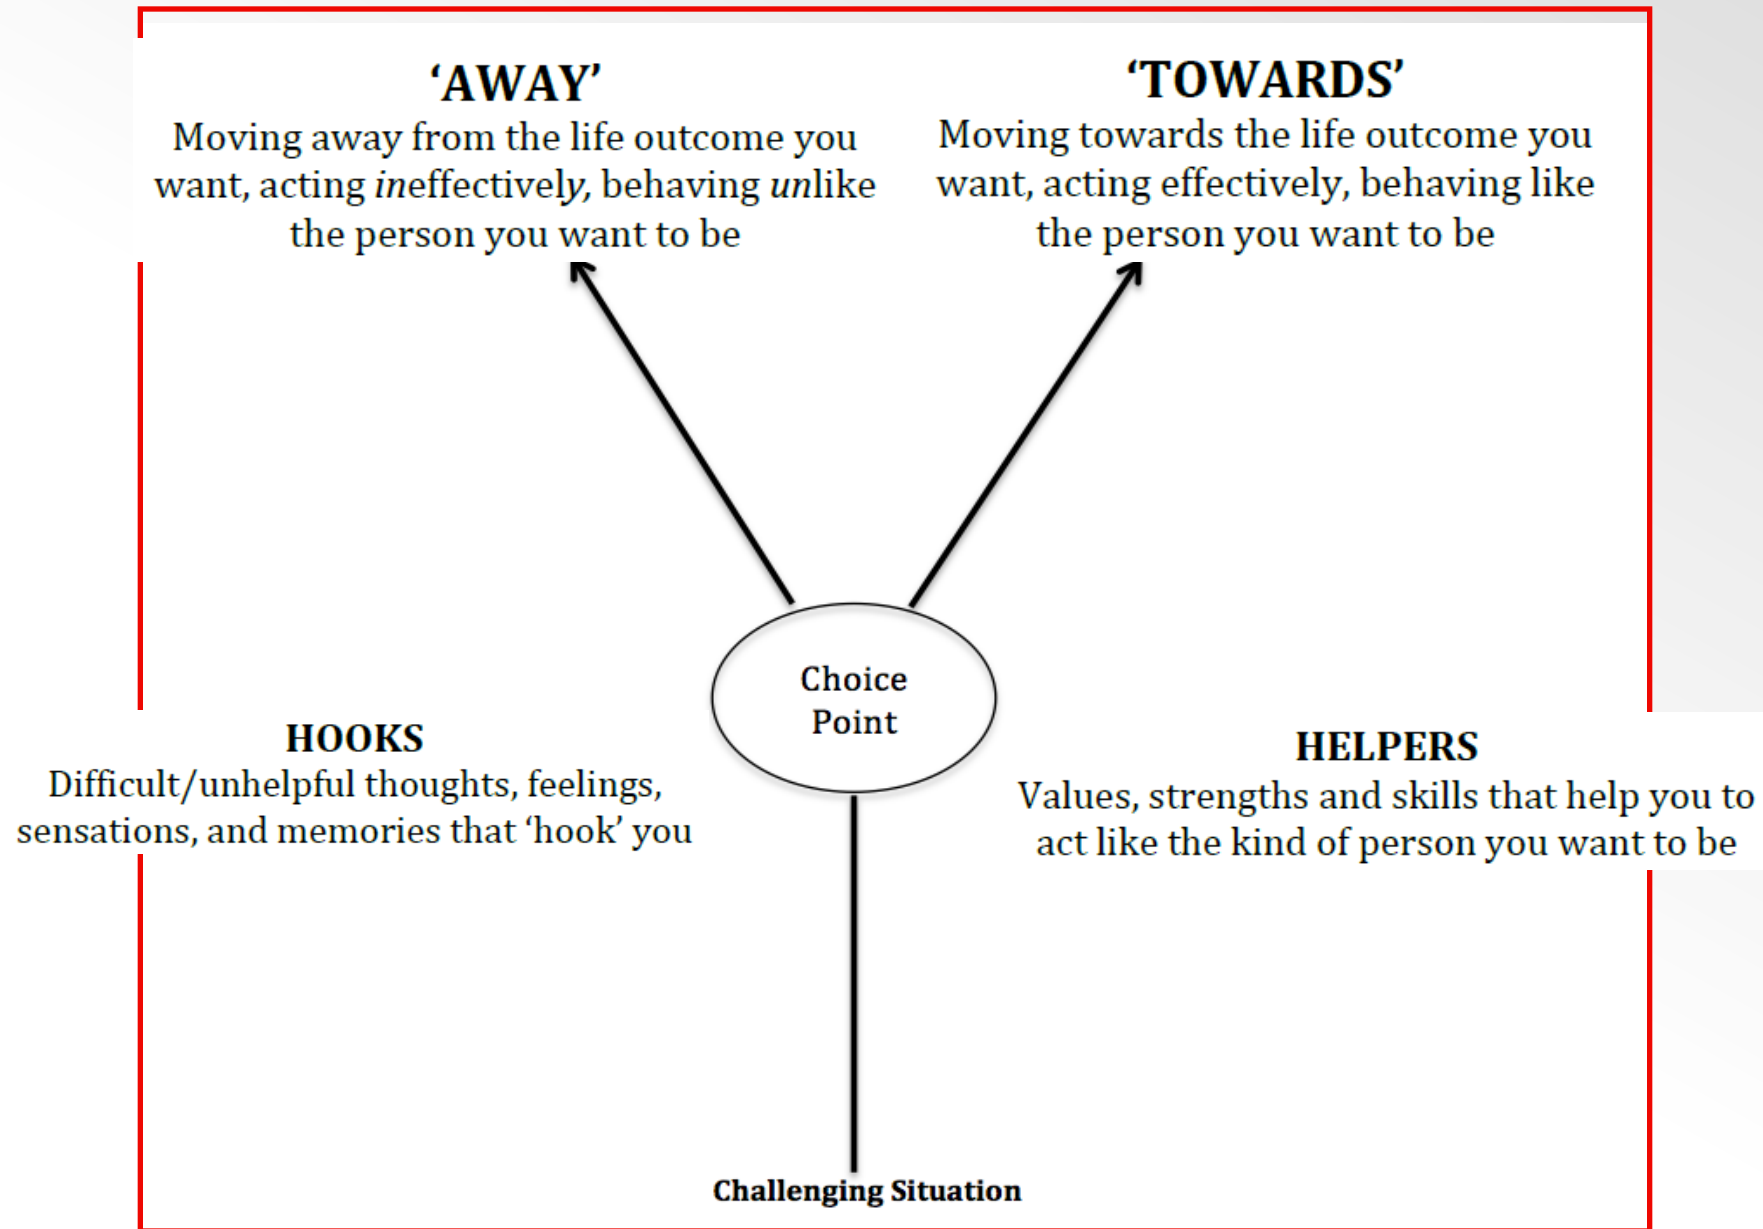 ‘AWAY’
Moving away from the life outcome you
want, acting ineffectively, behaving unlike
the person you want to be
‘TOWARDS’
Moving towards the life outcome you
want, acting effectively, behaving like
the person you want to be
Choice
Point
HOOKS
Difficult/unhelpful thoughts, feelings,
sensations, and memories that ‘hook’ you
HELPERS
Values, strengths and skills that help you to
act like the kind of person you want to be
Challenging Situation